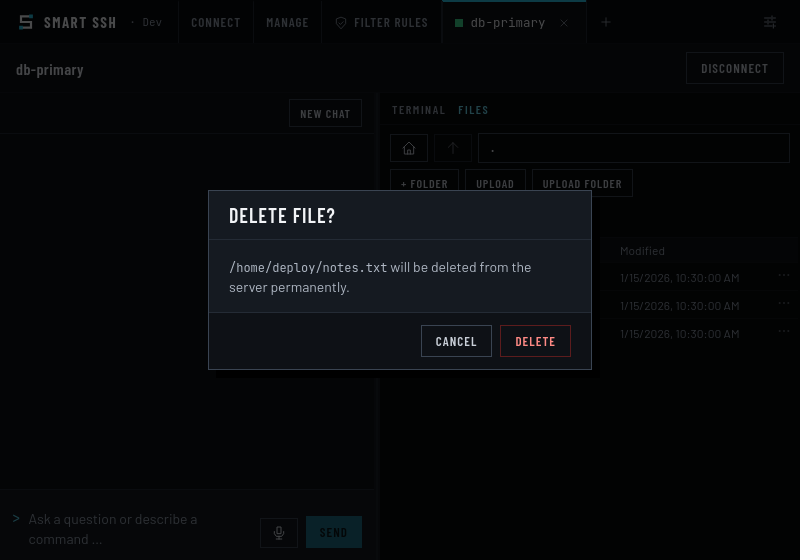 SMART SSH · Dev CONNECT MANAGE FILTER RULES db-primary × +
db-primary DISCONNECT
NEW CHAT
TERMINAL FILES
.
+ FOLDER UPLOAD UPLOAD FOLDER
DELETE FILE?
/home/deploy/notes.txt will be deleted from the
server permanently.
CANCEL DELETE
Modified
1/15/2026, 10:30:00 AM ...
1/15/2026, 10:30:00 AM ...
1/15/2026, 10:30:00 AM ...
> Ask a question or describe a
command ...
SEND